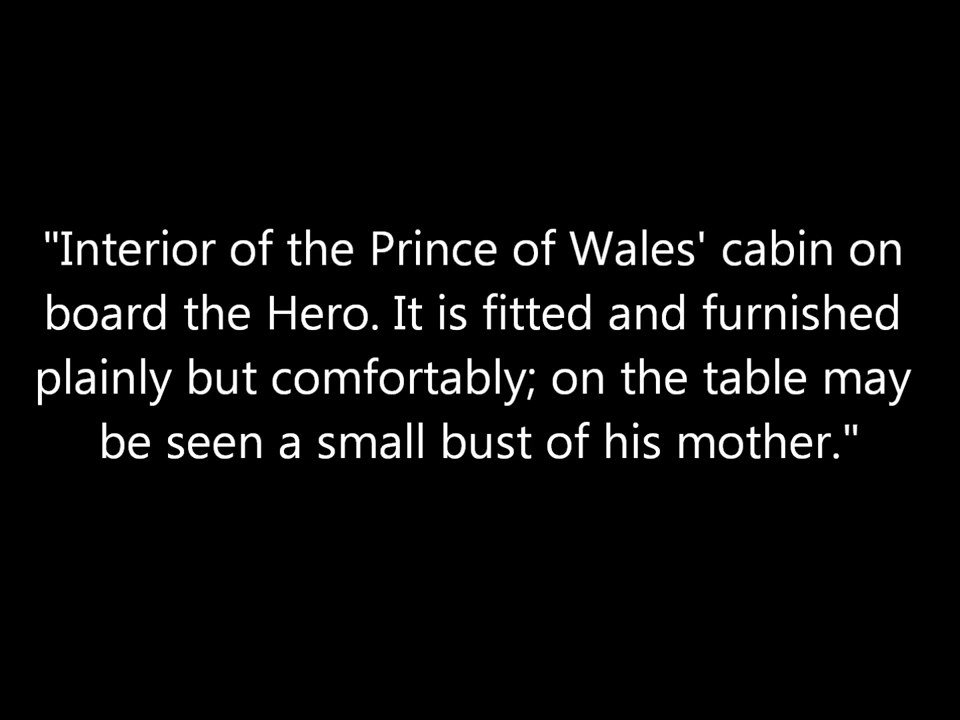 "Interior of the Prince of Wales' cabin on
board the Hero. It is fitted and furnished
plainly but comfortably; on the table may
be seen a small bust of his mother."